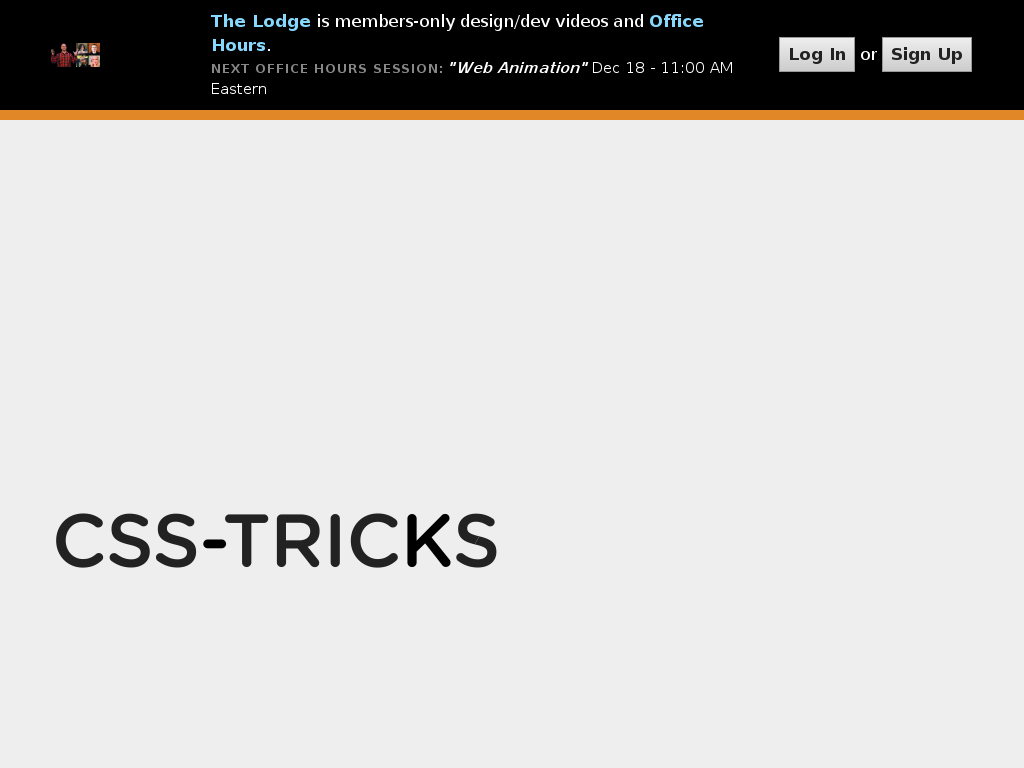 The Lodge is members-only design/dev videos and Office
Hours.
NEXT OFFICE HOURS SESSION: "Web Animation" Dec 18 - 11:00 AM
Eastern
Log In or Sign Up
CSS-TRICKS